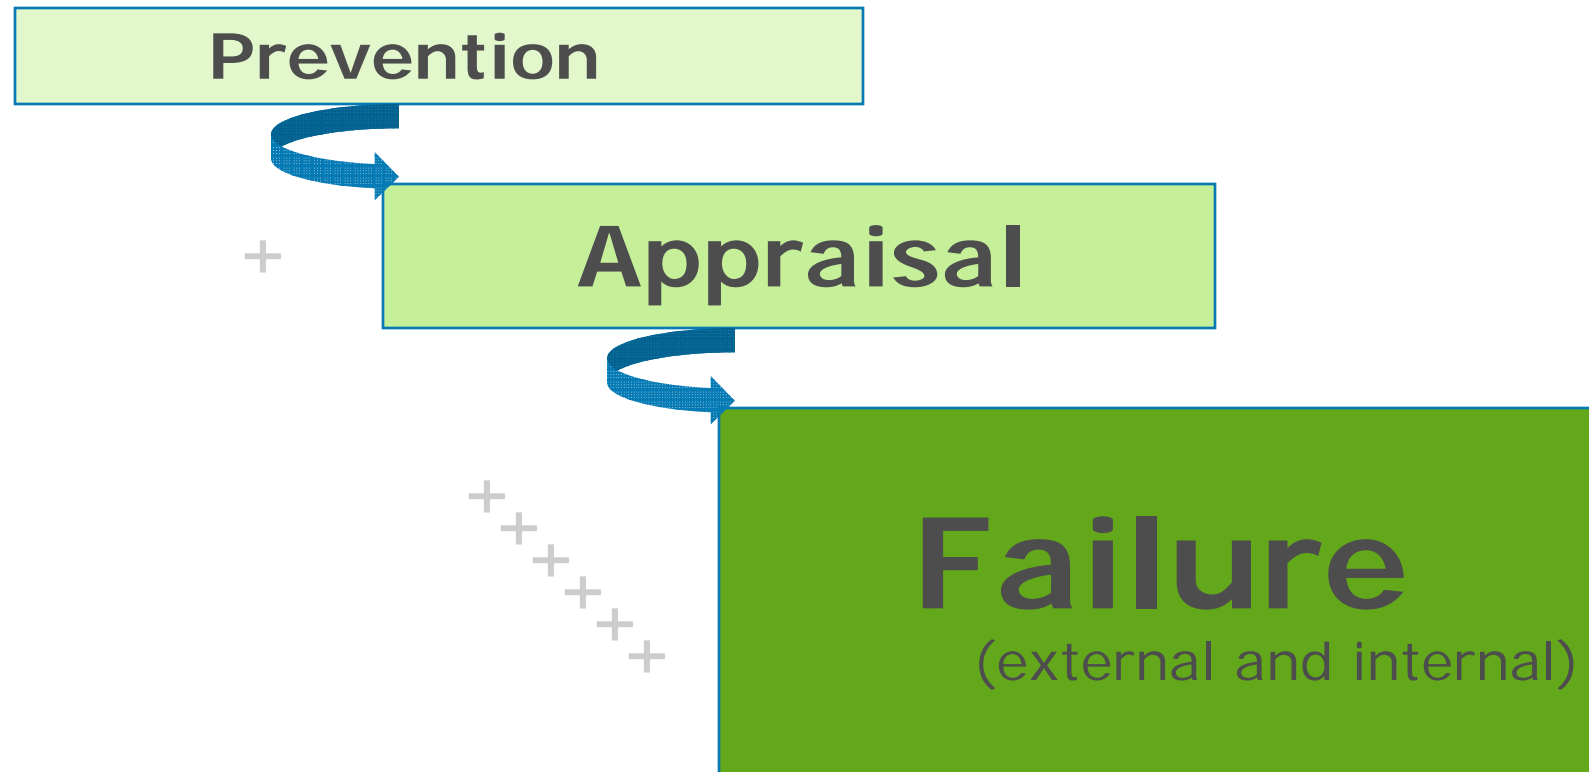 Prevention
Appraisal
Failure
(external and internal)